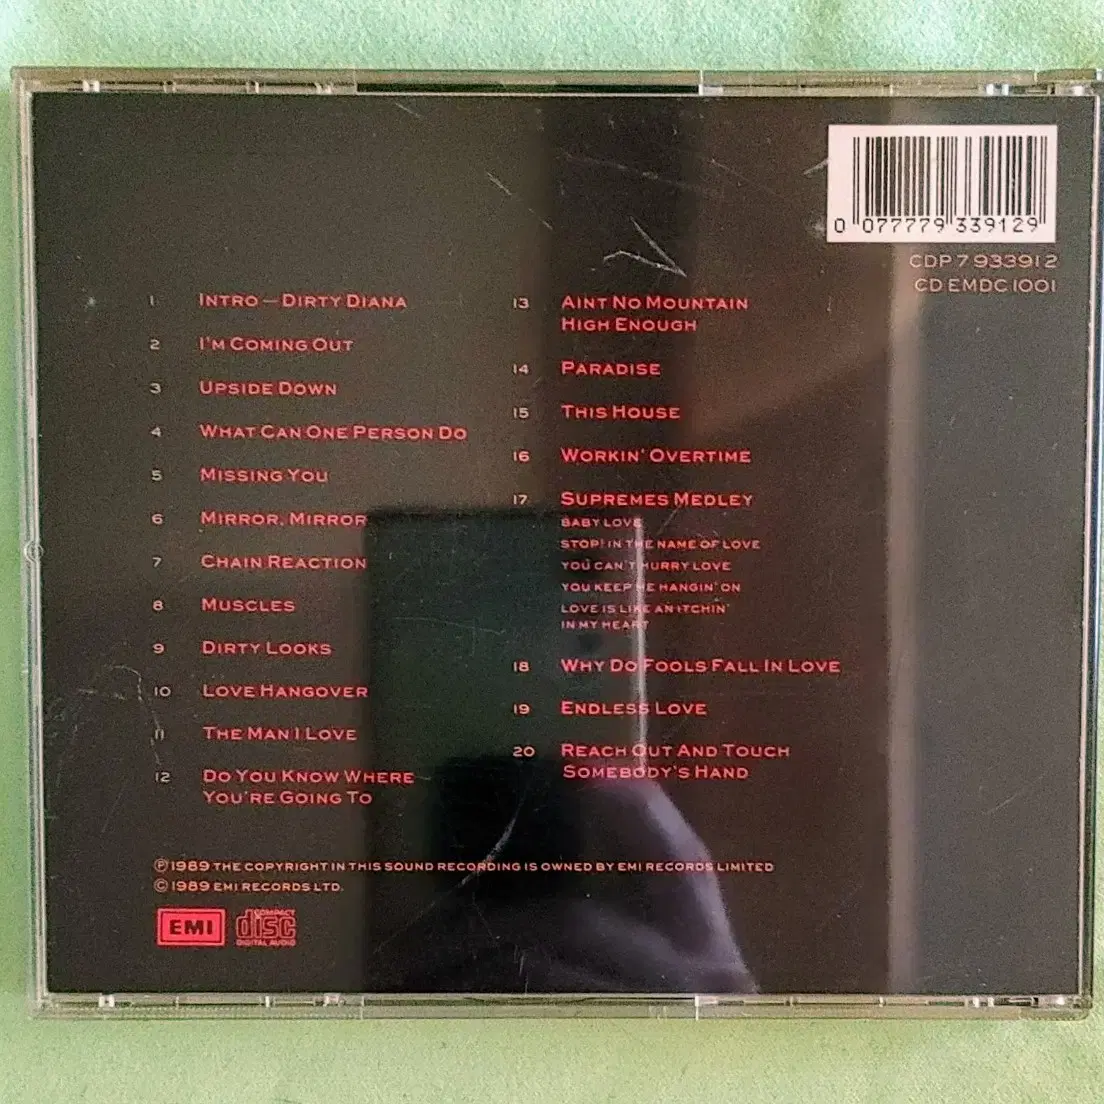 0 077779 339129
CDP 7 93391 2
CD EMDC 1001
1 INTRO – DIRTY DIANA
2 I'M COMING OUT
3 UPSIDE DOWN
4 WHAT CAN ONE PERSON DO
5 MISSING YOU
6 MIRROR, MIRROR
7 CHAIN REACTION
8 MUSCLES
9 DIRTY LOOKS
10 LOVE HANGOVER
11 THE MAN I LOVE
12 DO YOU KNOW WHERE
YOU'RE GOING TO
13 AINT NO MOUNTAIN
HIGH ENOUGH
14 PARADISE
15 THIS HOUSE
16 WORKIN' OVERTIME
17 SUPREMES MEDLEY
BABY LOVE
STOP! IN THE NAME OF LOVE
YOU CAN'T HURRY LOVE
YOU KEEP ME HANGIN' ON
LOVE IS LIKE AN ITCHIN'
IN MY HEART
18 WHY DO FOOLS FALL IN LOVE
19 ENDLESS LOVE
20 REACH OUT AND TOUCH
SOMEBODY'S HAND
℗ 1989 THE COPYRIGHT IN THIS SOUND RECORDING IS OWNED BY EMI RECORDS LIMITED
© 1989 EMI RECORDS LTD.
EMI
COMPACT
disc
DIGITAL AUDIO